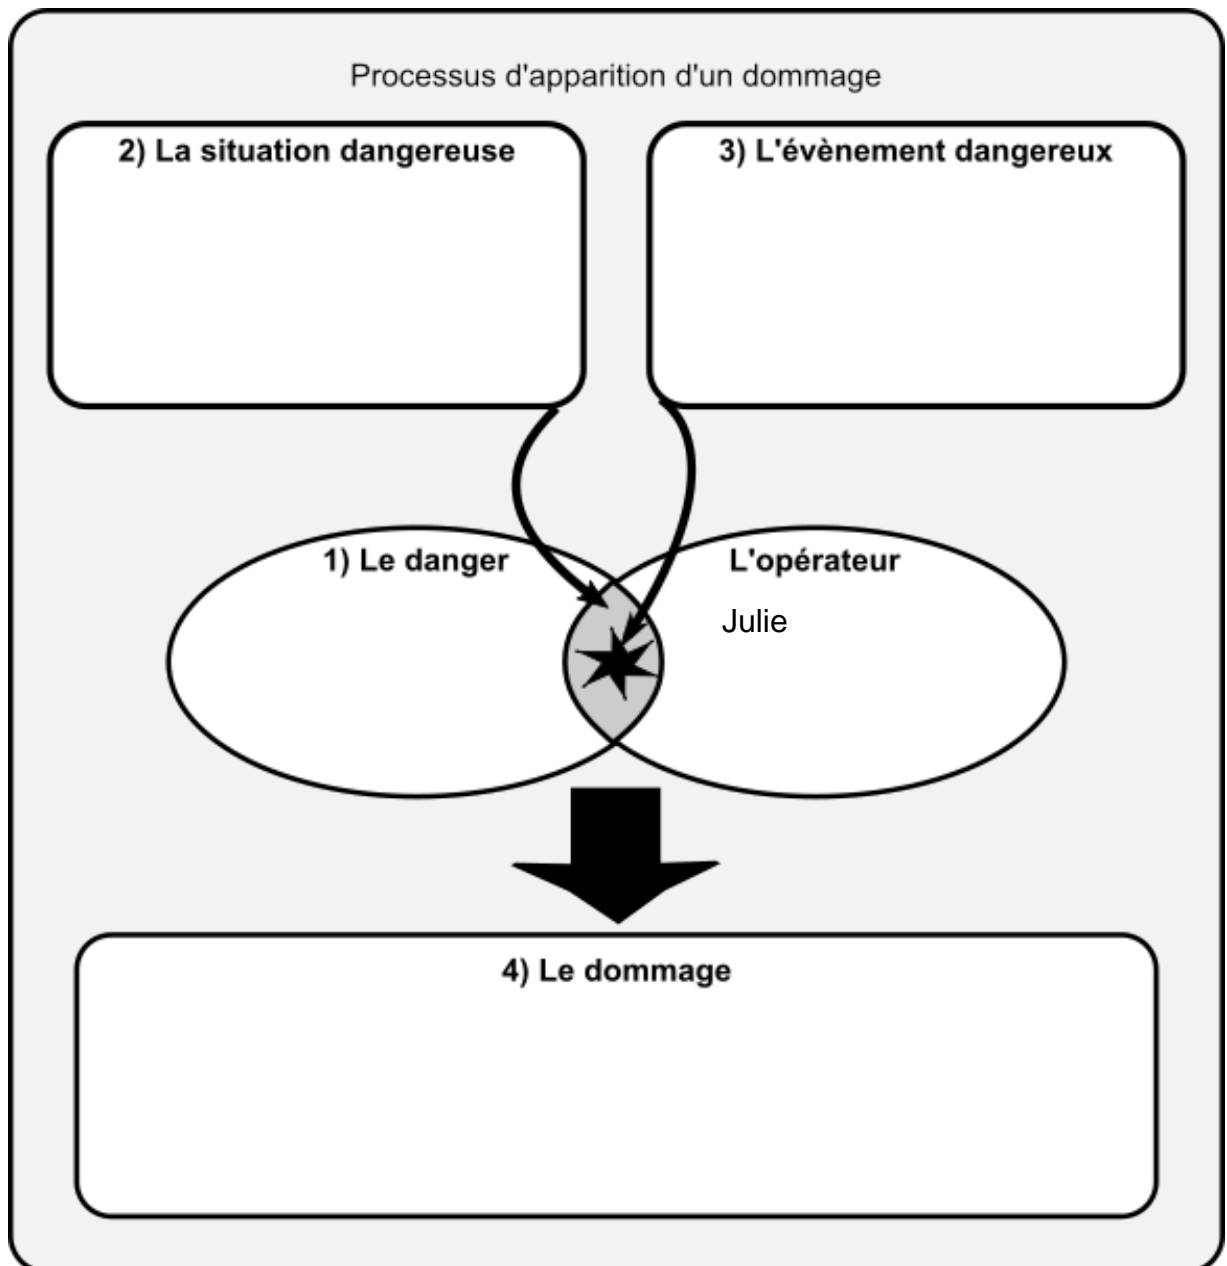 Processus d'apparition d'un dommage
2) La situation dangereuse
3) L'évènement dangereux
1) Le danger
L'opérateur
Julie
4) Le dommage